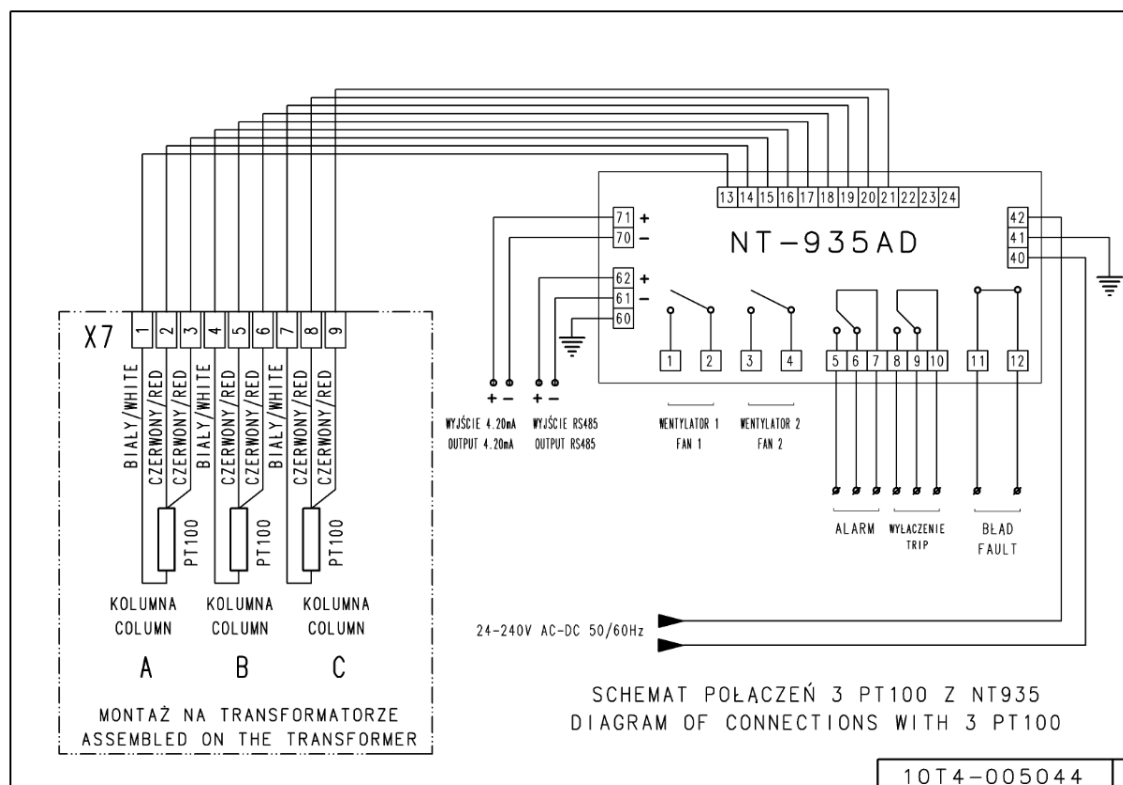 13 14 15 16 17 18 19 20 21 22 23 24
71 +
70 −
NT-935AD
42
41
40
62 +
61 −
60
X7
1 2 3 4 5 6 7 8 9
1 2 3 4 5 6 7 8 9 10 11 12
BIAŁY/WHITE
CZERWONY/RED
CZERWONY/RED
BIAŁY/WHITE
CZERWONY/RED
CZERWONY/RED
BIAŁY/WHITE
CZERWONY/RED
CZERWONY/RED
+ − + −
WYJŚCIE 4.20mA
OUTPUT 4.20mA
WYJŚCIE RS485
OUTPUT RS485
WENTYLATOR 1
FAN 1
WENTYLATOR 2
FAN 2
ALARM
WYŁACZENIE
TRIP
BŁAD
FAULT
PT100
PT100
PT100
KOLUMNA
COLUMN
A
KOLUMNA
COLUMN
B
KOLUMNA
COLUMN
C
24-240V AC-DC 50/60Hz
MONTAŻ NA TRANSFORMATORZE
ASSEMBLED ON THE TRANSFORMER
SCHEMAT POŁĄCZEŃ 3 PT100 Z NT935
DIAGRAM OF CONNECTIONS WITH 3 PT100
10T4-005044